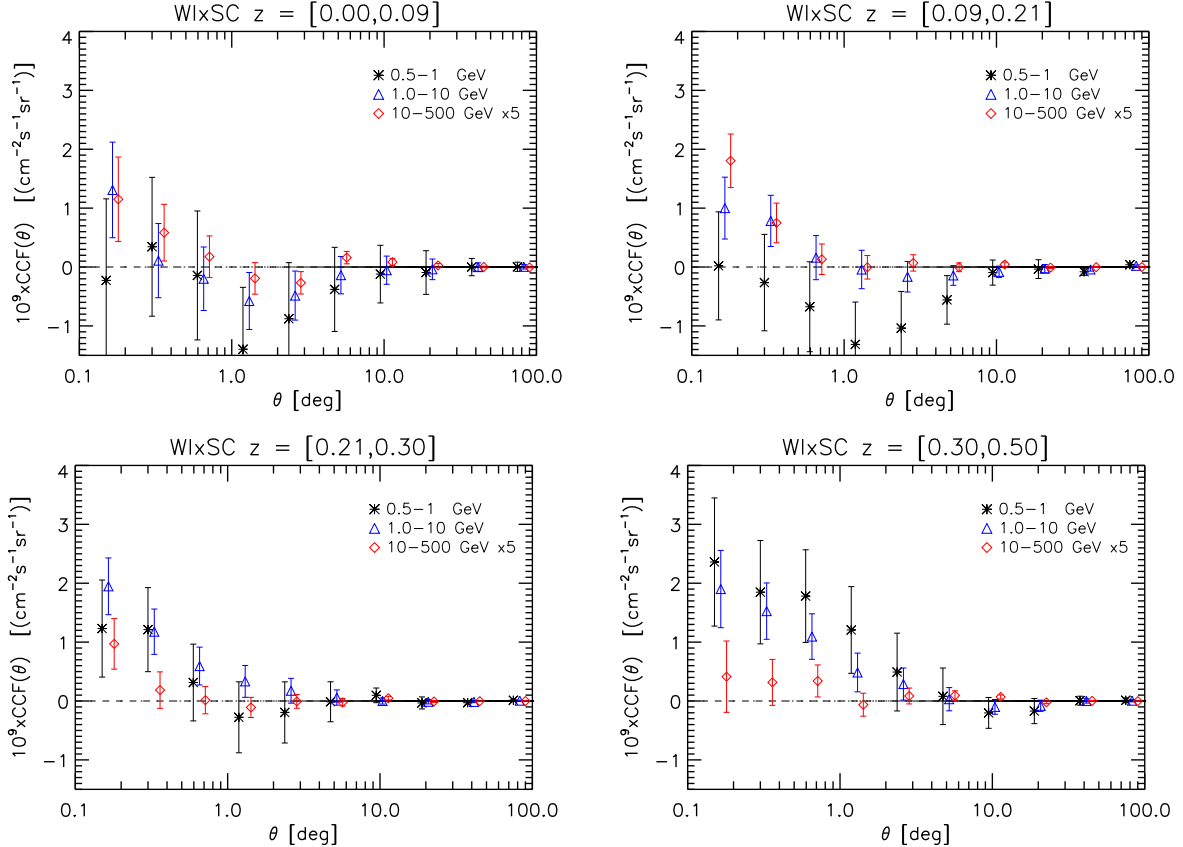 WIxSC z = [0.00,0.09]
10⁹xCCF(θ) [(cm⁻²s⁻¹sr⁻¹)]
4
3
2
1
0
−1
0.5−1 GeV
1.0−10 GeV
10−500 GeV x5
0.1 1.0 10.0 100.0
θ [deg]
WIxSC z = [0.09,0.21]
10⁹xCCF(θ) [(cm⁻²s⁻¹sr⁻¹)]
4
3
2
1
0
−1
0.5−1 GeV
1.0−10 GeV
10−500 GeV x5
0.1 1.0 10.0 100.0
θ [deg]
WIxSC z = [0.21,0.30]
10⁹xCCF(θ) [(cm⁻²s⁻¹sr⁻¹)]
4
3
2
1
0
−1
0.5−1 GeV
1.0−10 GeV
10−500 GeV x5
0.1 1.0 10.0 100.0
θ [deg]
WIxSC z = [0.30,0.50]
10⁹xCCF(θ) [(cm⁻²s⁻¹sr⁻¹)]
4
3
2
1
0
−1
0.5−1 GeV
1.0−10 GeV
10−500 GeV x5
0.1 1.0 10.0 100.0
θ [deg]